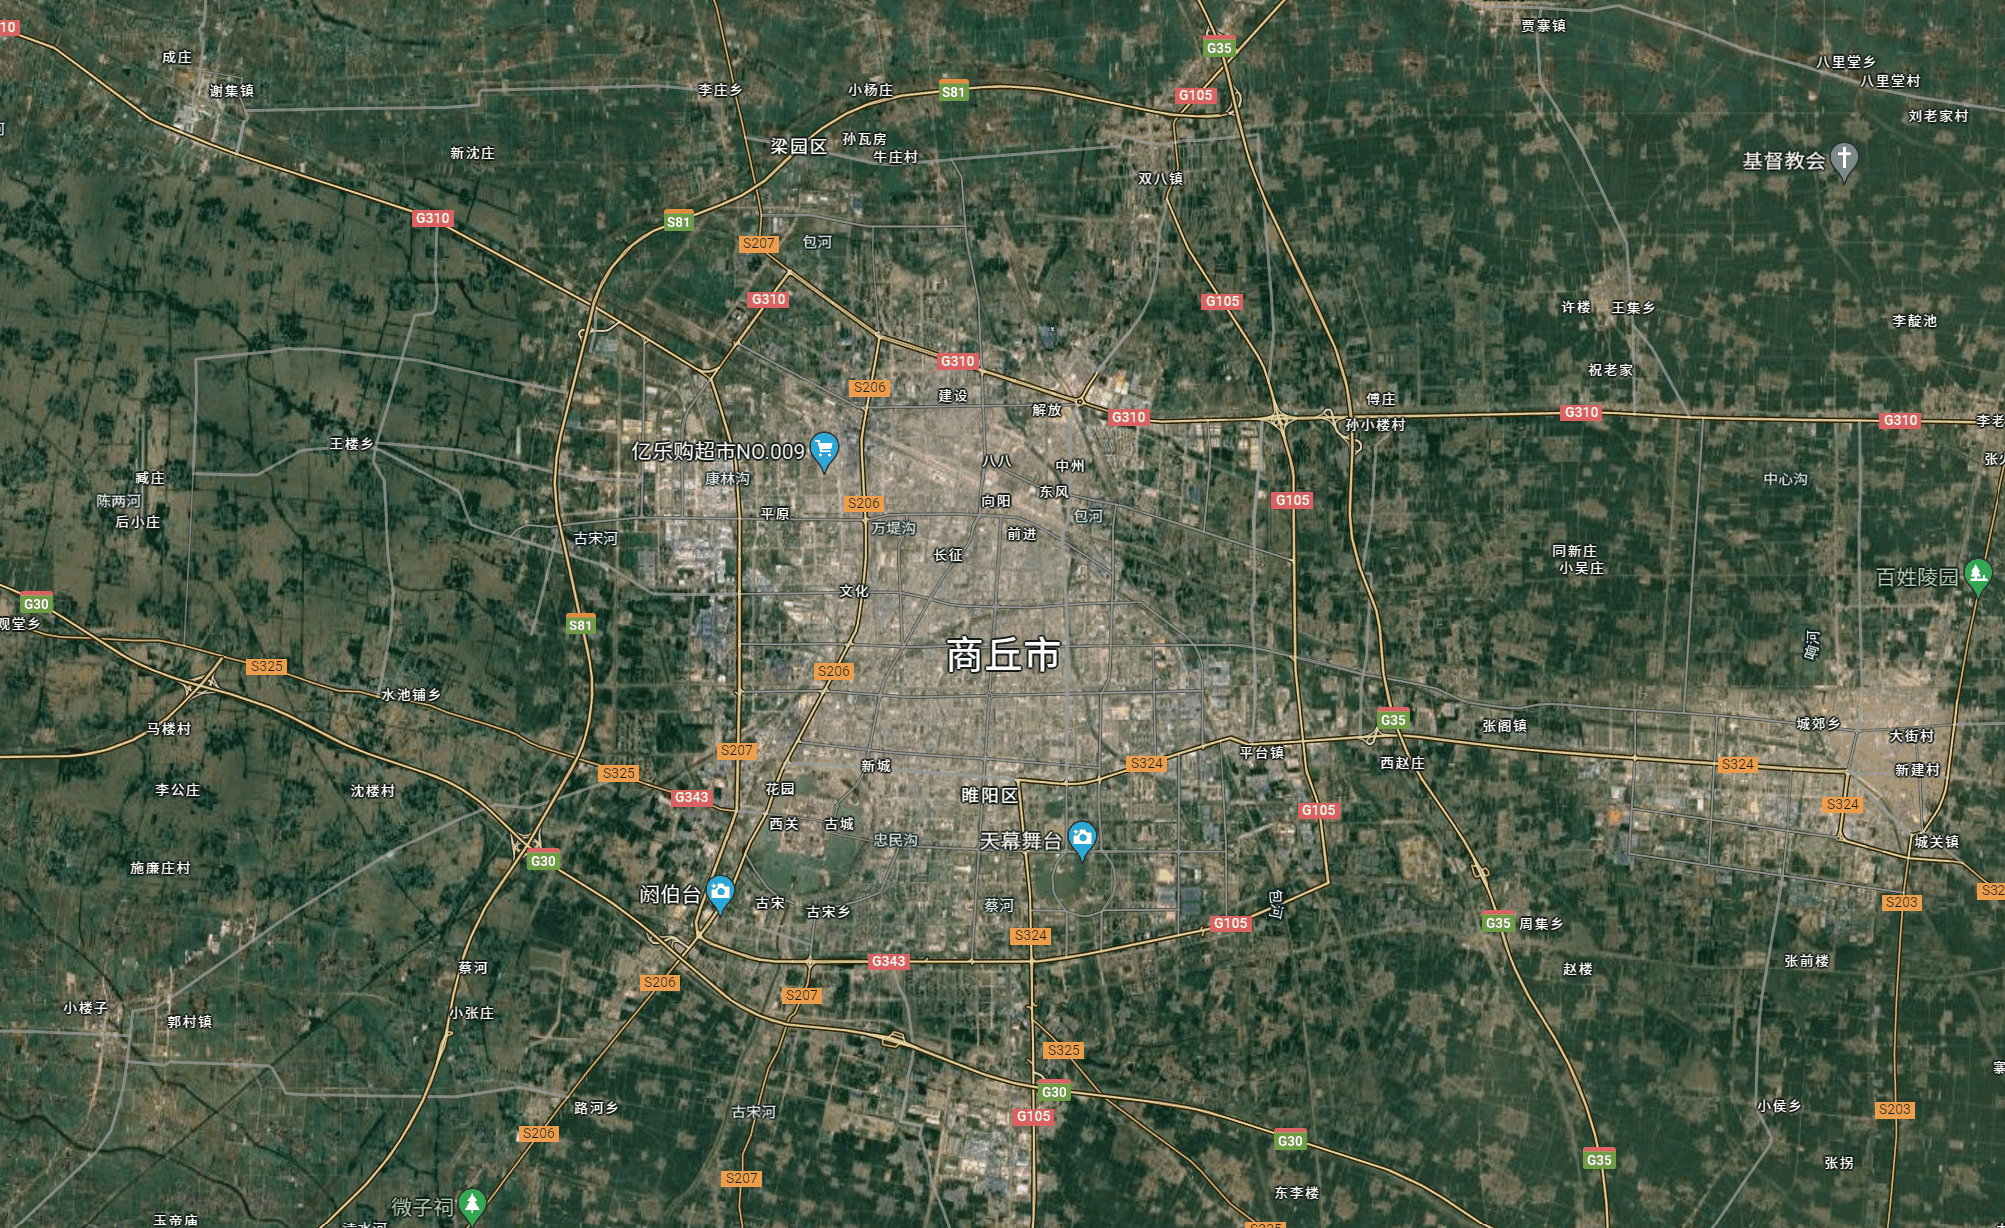 10
贾寨镇
G35
成庄
八里堂乡
八里堂村
谢集镇
李庄乡
小杨庄
S81
G105
刘老家村
孙瓦房
梁园区
牛庄村
新沈庄
基督教会
双八镇
G310
S81
S207
包河
G310
G105
许楼
王集乡
李靛池
G310
祝老家
S206
建设
解放
傅庄
G310
G310
G310
孙小楼村
李老
王楼乡
亿乐购超市NO.009
八八
中州
张火
臧庄
康林沟
中心沟
陈两河
东风
向阳
S206
G105
后小庄
平原
包河
万堤沟
古宋河
前进
长征
同新庄
小吴庄
百姓陵园
文化
G30
观堂乡
S81
商丘市
S325
S206
水池铺乡
马楼村
G35
张阁镇
城郊乡
大街村
S207
平台镇
新城
S325
S324
西赵庄
S324
新建村
李公庄
沈楼村
花园
G343
睢阳区
S324
G105
西关
古城
忠民沟
天幕舞台
城关镇
G30
施廉庄村
阏伯台
古宋
古宋乡
蔡河
包河
S32
S203
G105
G35
周集乡
S324
G343
蔡河
张前楼
赵楼
S206
S207
小楼子
郭村镇
小张庄
S325
寨
G30
路河乡
古宋河
G105
小侯乡
S203
S206
G30
G35
张拐
S207
东李楼
微子祠
玉帝庙